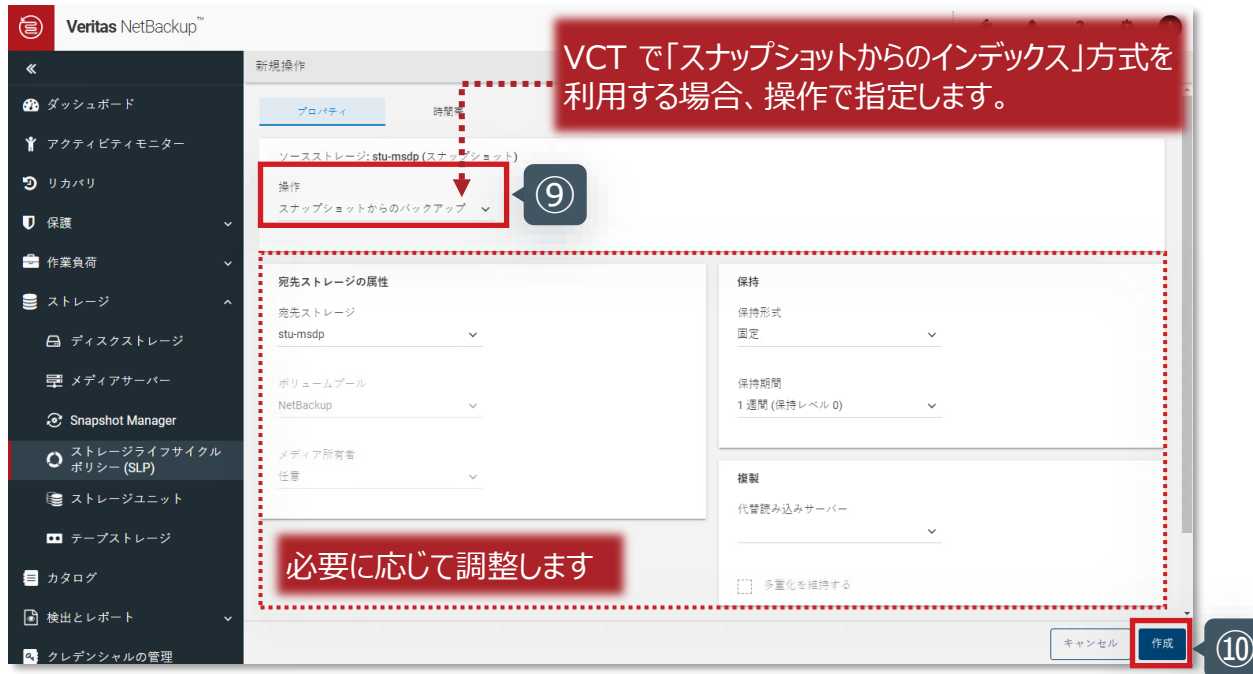 Veritas NetBackup™
VCT で「スナップショットからのインデックス」方式を
利用する場合、操作で指定します。
新規操作
ダッシュボード
アクティビティモニター
リカバリ
保護
作業負荷
ストレージ
ディスクストレージ
メディアサーバー
Snapshot Manager
ストレージライフサイクル
ポリシー (SLP)
ストレージユニット
テープストレージ
カタログ
検出とレポート
クレデンシャルの管理
プロパティ
時間帯
ソースストレージ: stu-msdp (スナップショット)
操作
スナップショットからのバックアップ
⑨
宛先ストレージの属性
宛先ストレージ
stu-msdp
ボリュームプール
NetBackup
メディア所有者
任意
保持
保持形式
固定
保持期間
1 週間 (保持レベル 0)
複製
代替読み込みサーバー
多重化を維持する
必要に応じて調整します
キャンセル
作成
⑩